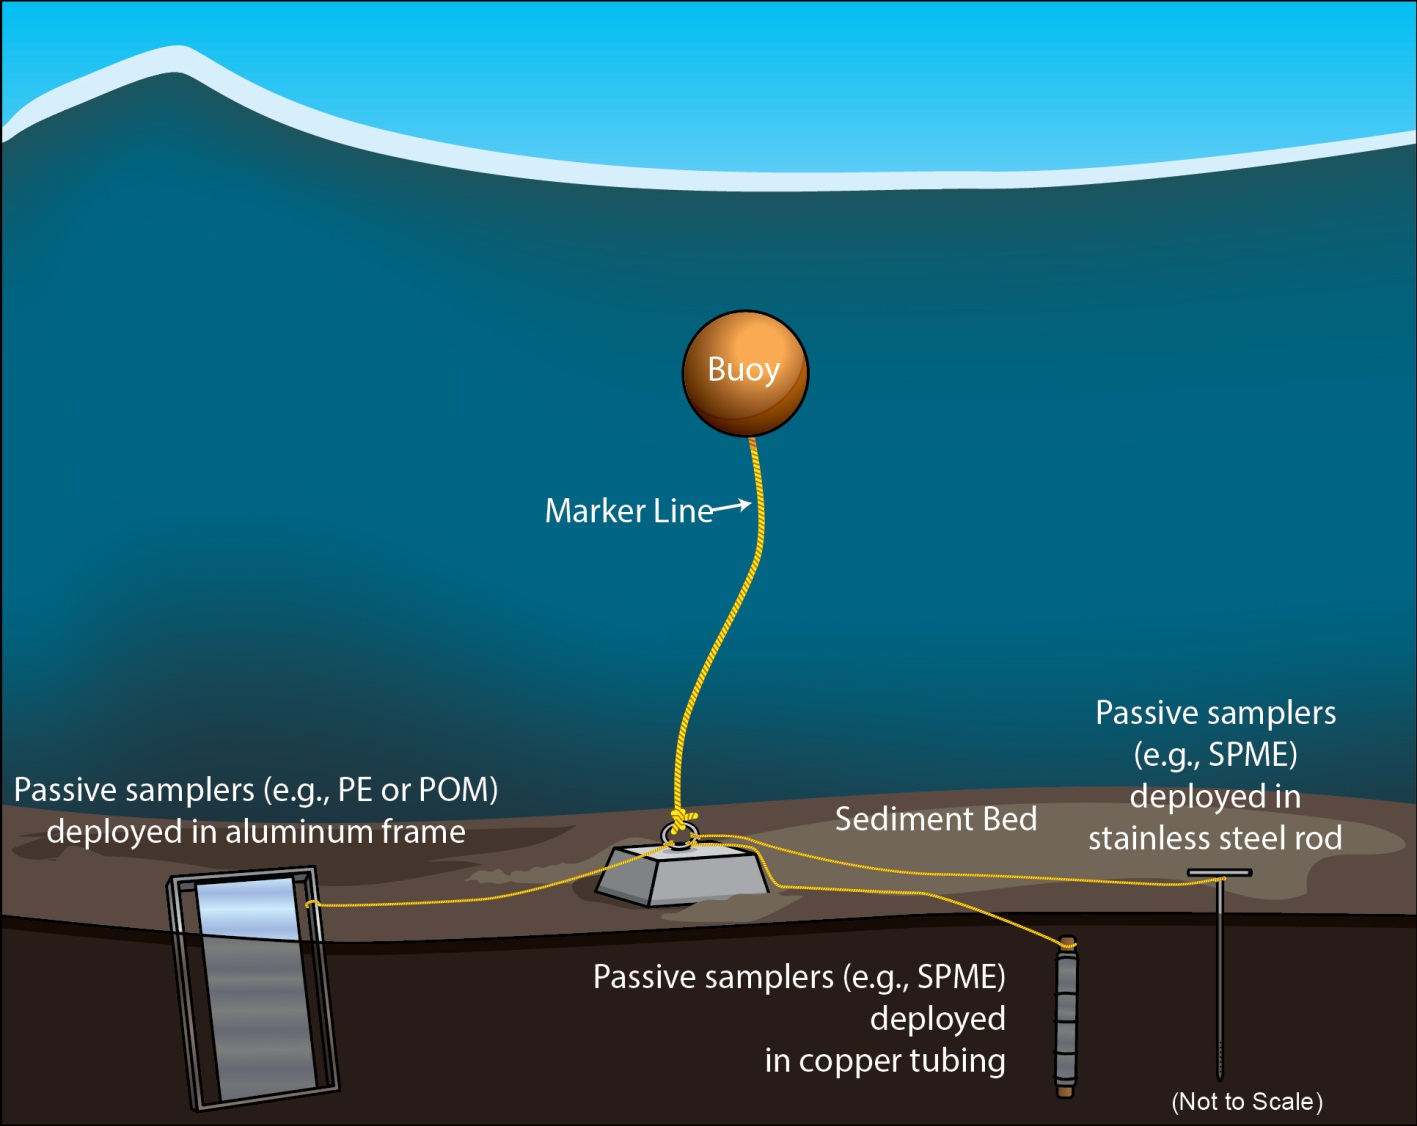 Buoy
Marker Line
Passive samplers
(e.g., SPME)
deployed in
stainless steel rod
Passive samplers (e.g., PE or POM)
deployed in aluminum frame
Sediment Bed
Passive samplers (e.g., SPME)
deployed
in copper tubing
(Not to Scale)